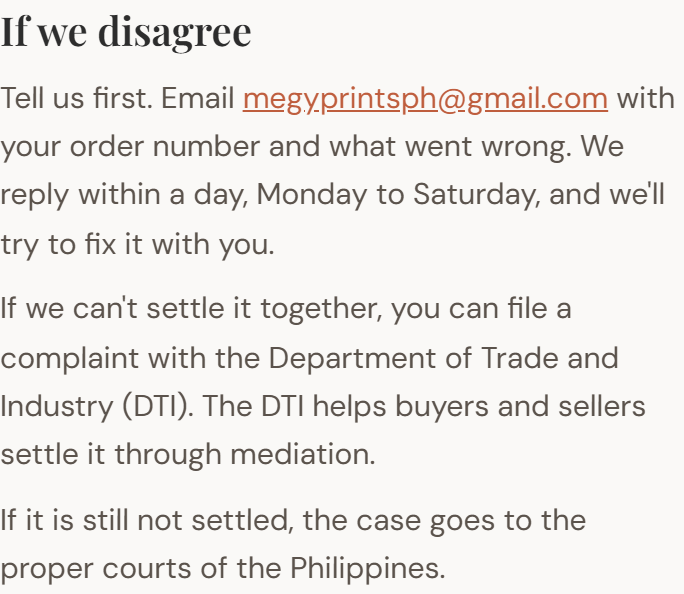 If we disagree
Tell us first. Email megyprintsph@gmail.com with
your order number and what went wrong. We
reply within a day, Monday to Saturday, and we'll
try to fix it with you.
If we can't settle it together, you can file a
complaint with the Department of Trade and
Industry (DTI). The DTI helps buyers and sellers
settle it through mediation.
If it is still not settled, the case goes to the
proper courts of the Philippines.